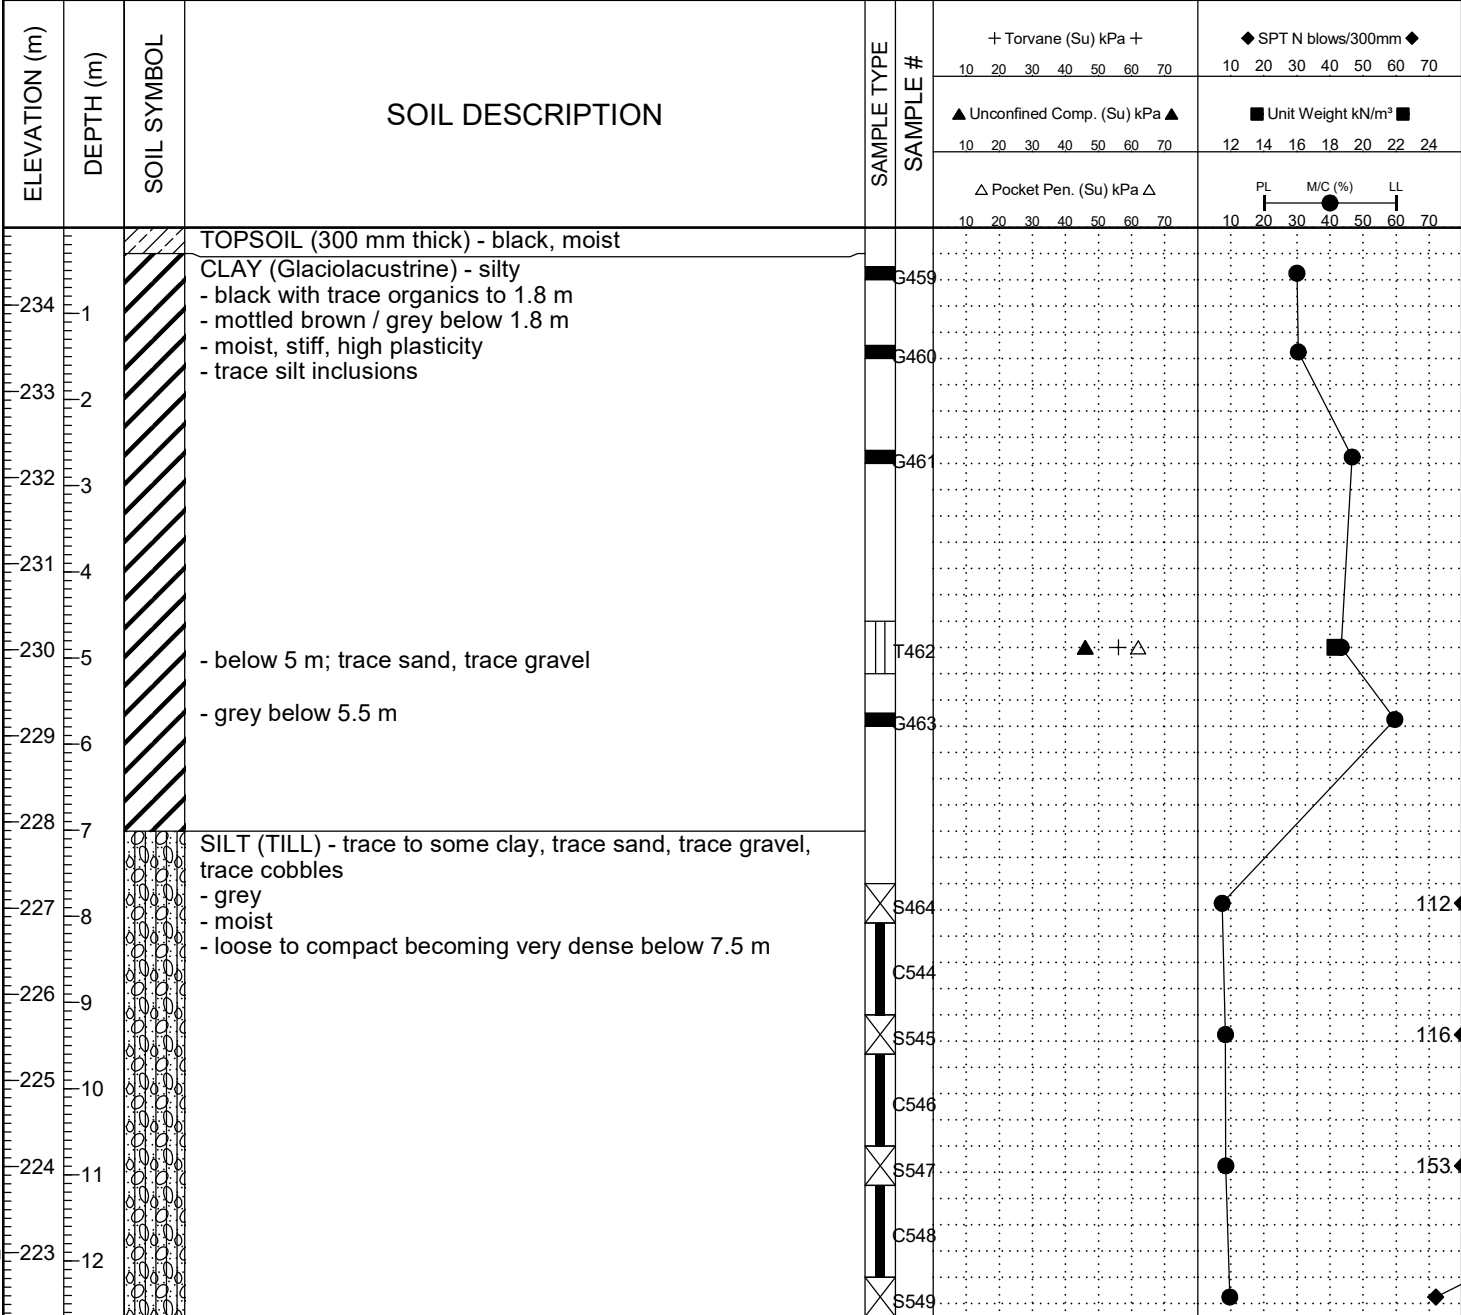 ELEVATION (m)
DEPTH (m)
SOIL SYMBOL
SOIL DESCRIPTION
SAMPLE TYPE
SAMPLE #
+ Torvane (Su) kPa +
10 20 30 40 50 60 70
▲ Unconfined Comp. (Su) kPa ▲
10 20 30 40 50 60 70
△ Pocket Pen. (Su) kPa △
10 20 30 40 50 60 70
◆ SPT N blows/300mm ◆
10 20 30 40 50 60 70
■ Unit Weight kN/m³ ■
12 14 16 18 20 22 24
PL M/C (%) LL
10 20 30 40 50 60 70
TOPSOIL (300 mm thick) - black, moist
CLAY (Glaciolacustrine) - silty
G459
- black with trace organics to 1.8 m
234
1
- mottled brown / grey below 1.8 m
- moist, stiff, high plasticity
G460
- trace silt inclusions
233
2
G461
232
3
231
4
230
T462
5
- below 5 m; trace sand, trace gravel
- grey below 5.5 m
G463
229
6
228
7
SILT (TILL) - trace to some clay, trace sand, trace gravel,
trace cobbles
- grey
227
S464
112
8
- moist
- loose to compact becoming very dense below 7.5 m
C544
226
9
S545
116
225
10
C546
224
S547
153
11
C548
223
12
S549